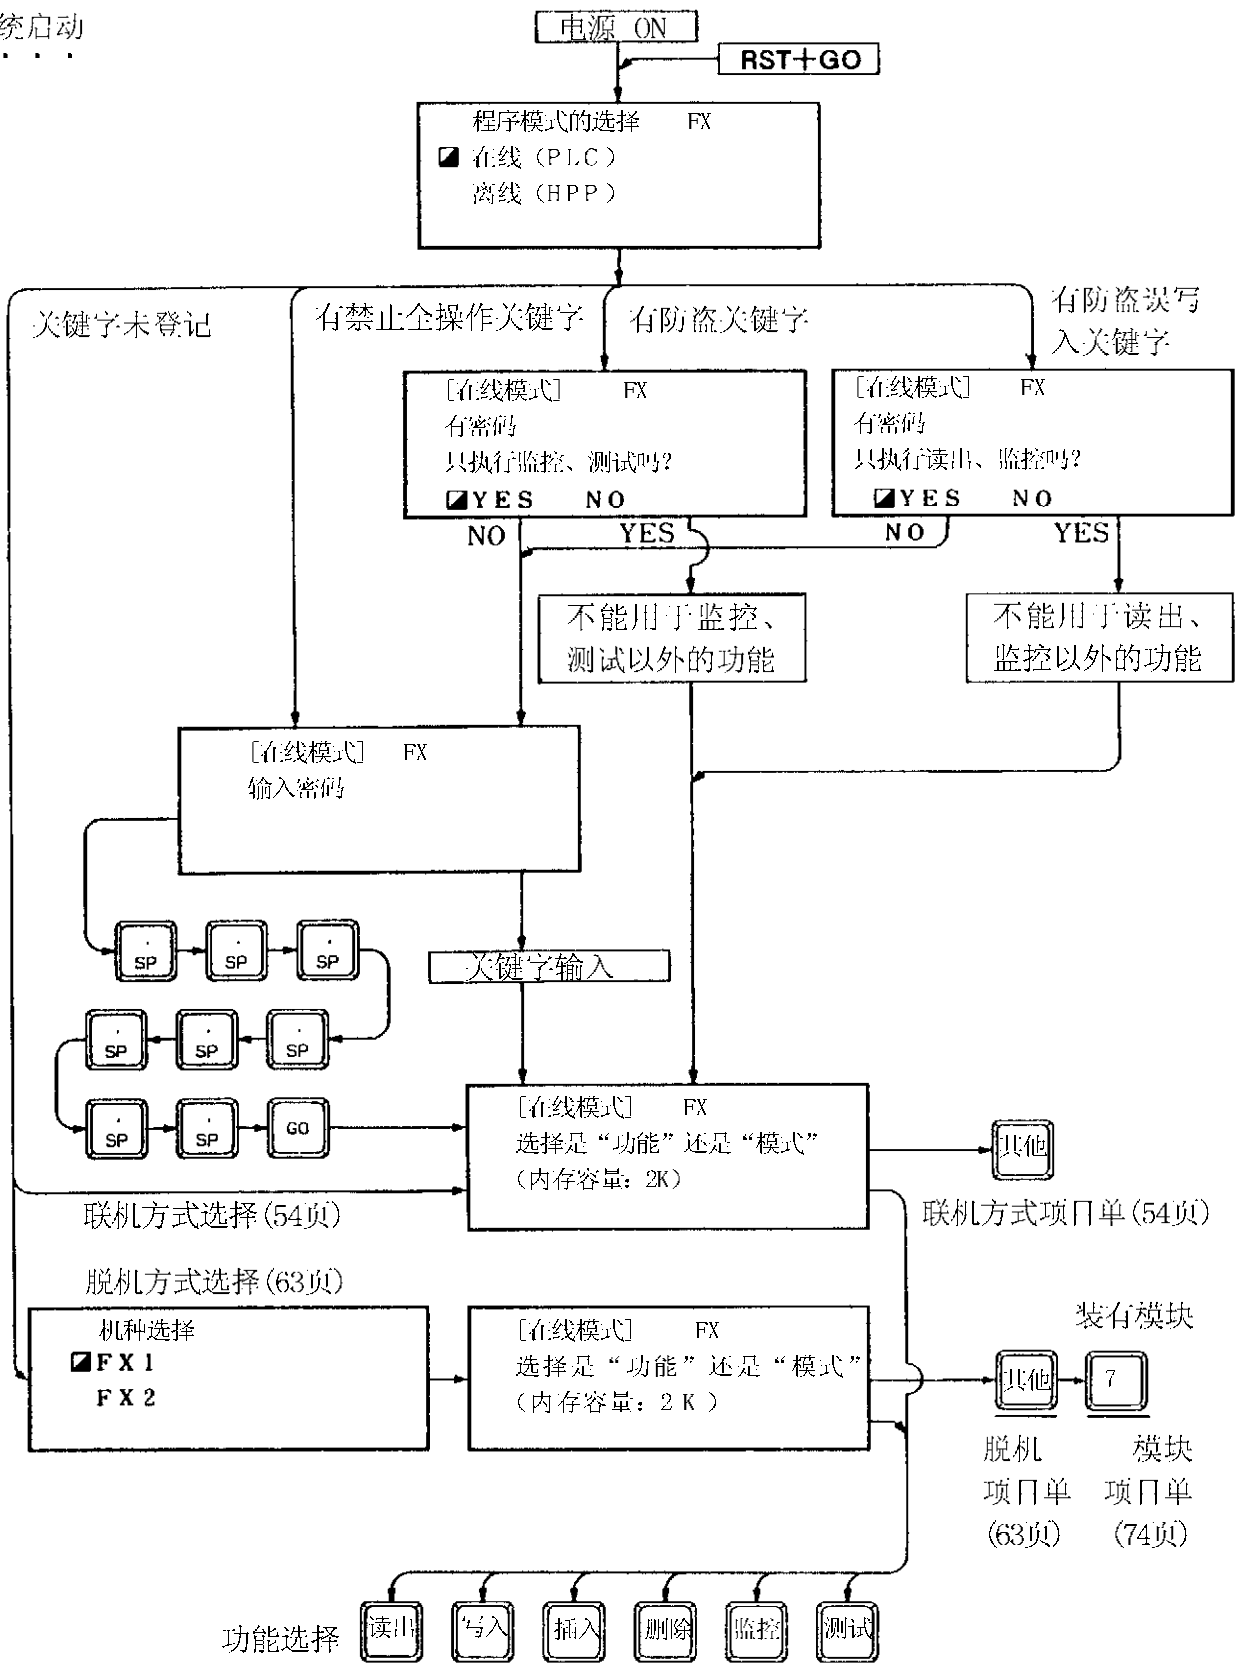 统启动
电源 ON
RST+GO
程序模式的选择 FX
在线（PLC）
离线（HPP）
关键字未登记
有禁止全操作关键字
有防盗关键字
有防盗误写
入关键字
[在线模式] FX
有密码
只执行监控、测试吗？
YES NO
[在线模式] FX
有密码
只执行读出、监控吗？
YES NO
NO
YES
NO
YES
不能用于监控、
测试以外的功能
不能用于读出、
监控以外的功能
[在线模式] FX
输入密码
SP
SP
SP
关键字输入
SP
SP
SP
SP
SP
GO
[在线模式] FX
选择是“功能”还是“模式”
（内存容量：2K）
其他
联机方式选择(54页)
联机方式项目单(54页)
脱机方式选择(63页)
机种选择
FX1
FX2
[在线模式] FX
选择是“功能”还是“模式”
（内存容量：2K）
装有模块
其他
7
脱机
项目单
(63页)
模块
项目单
(74页)
功能选择
读出
写入
插入
删除
监控
测试